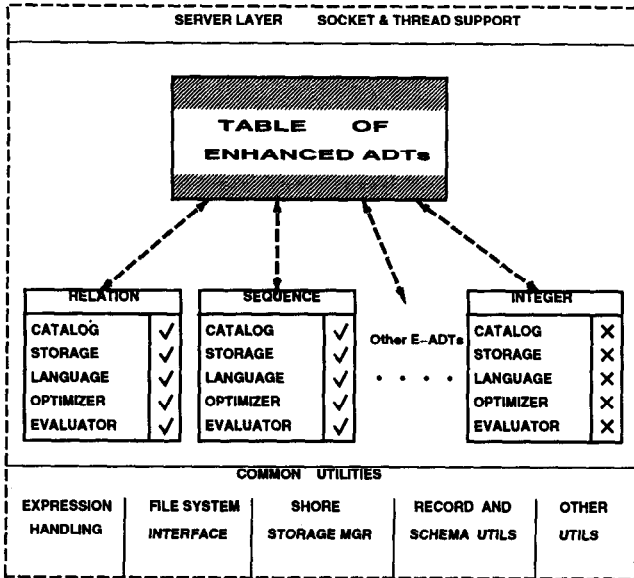 SERVER LAYER SOCKET & THREAD SUPPORT
TABLE OF
ENHANCED ADTs
RELATION
CATALOG ✓
STORAGE ✓
LANGUAGE ✓
OPTIMIZER ✓
EVALUATOR ✓
SEQUENCE
CATALOG ✓
STORAGE ✓
LANGUAGE ✓
OPTIMIZER ✓
EVALUATOR ✓
Other E-ADTs
. . . .
INTEGER
CATALOG ✕
STORAGE ✕
LANGUAGE ✕
OPTIMIZER ✕
EVALUATOR ✕
COMMON UTILITIES
EXPRESSION
HANDLING
FILE SYSTEM
INTERFACE
SHORE
STORAGE MGR
RECORD AND
SCHEMA UTILS
OTHER
UTILS